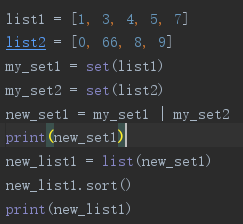 list1 = [1, 3, 4, 5, 7]
list2 = [0, 66, 8, 9]
my_set1 = set(list1)
my_set2 = set(list2)
new_set1 = my_set1 | my_set2
print(new_set1)
new_list1 = list(new_set1)
new_list1.sort()
print(new_list1)